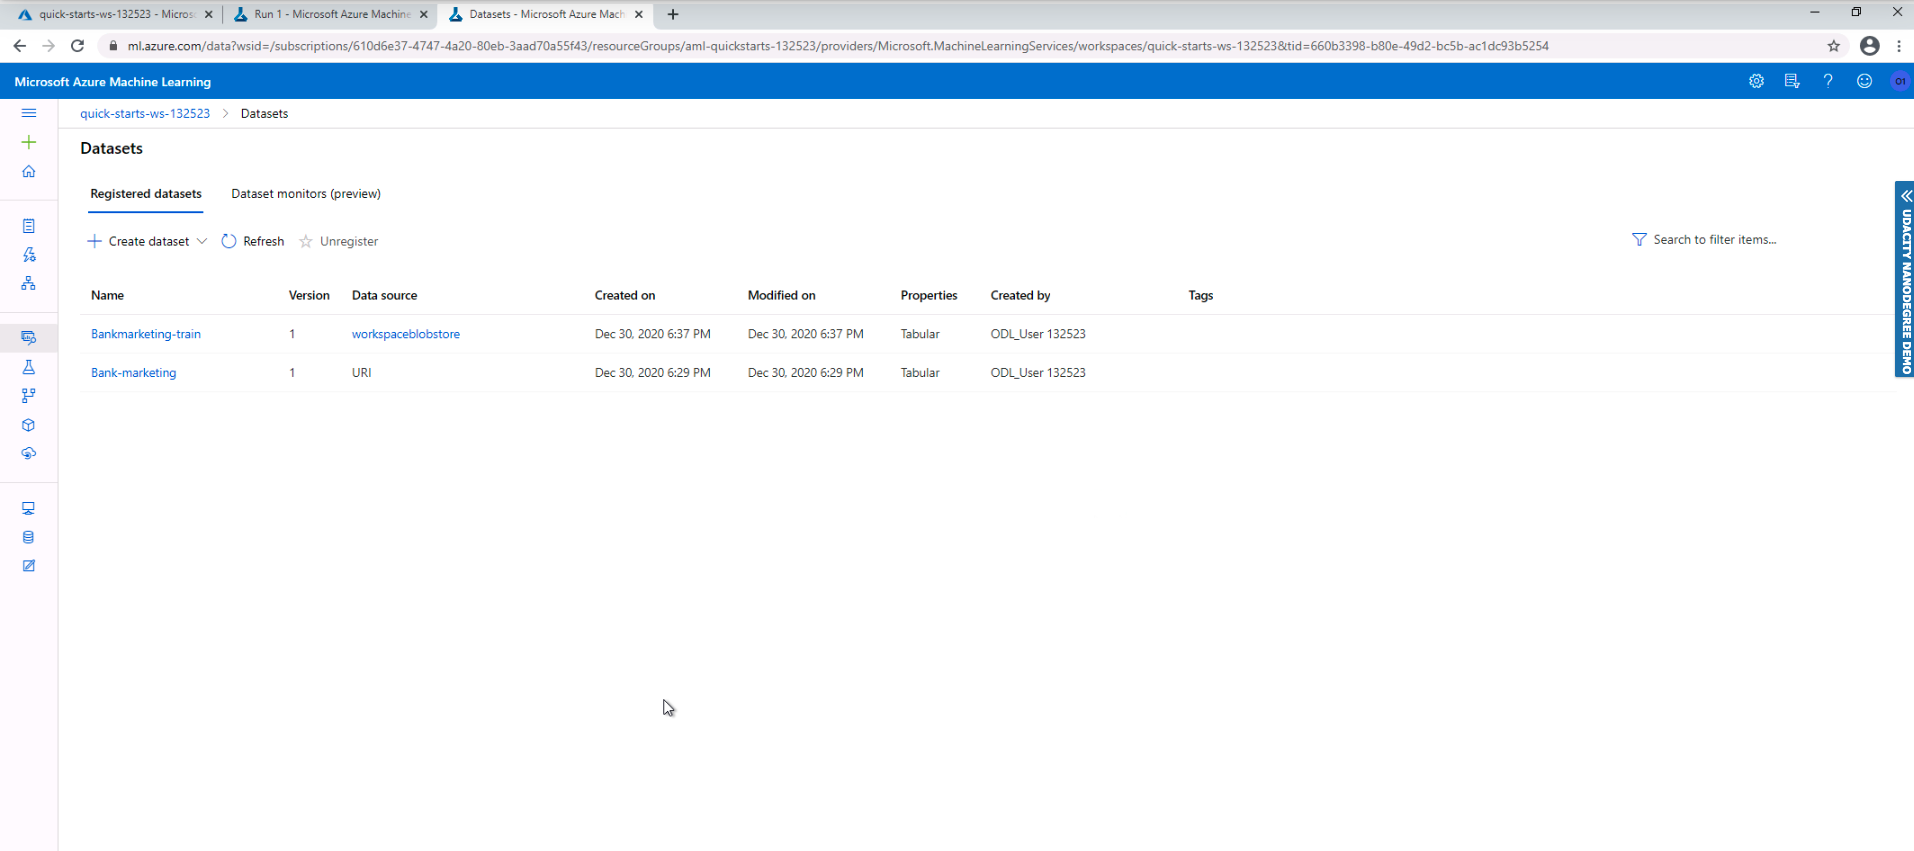 quick-starts-ws-132523 - Micros
Run 1 - Microsoft Azure Machine
Datasets - Microsoft Azure Mach
ml.azure.com/data?wsid=/subscriptions/610d6e37-4747-4a20-80eb-3aad70a55f43/resourceGroups/aml-quickstarts-132523/providers/Microsoft.MachineLearningServices/workspaces/quick-starts-ws-132523&tid=660b3398-b80e-49d2-bc5b-ac1dc93b5254
Microsoft Azure Machine Learning
01
quick-starts-ws-132523 > Datasets
Datasets
Registered datasets Dataset monitors (preview)
Create dataset Refresh Unregister Search to filter items...
Name Version Data source Created on Modified on Properties Created by Tags
Bankmarketing-train 1 workspaceblobstore Dec 30, 2020 6:37 PM Dec 30, 2020 6:37 PM Tabular ODL_User 132523
Bank-marketing 1 URI Dec 30, 2020 6:29 PM Dec 30, 2020 6:29 PM Tabular ODL_User 132523
UDACITY NANODEGREE DEMO